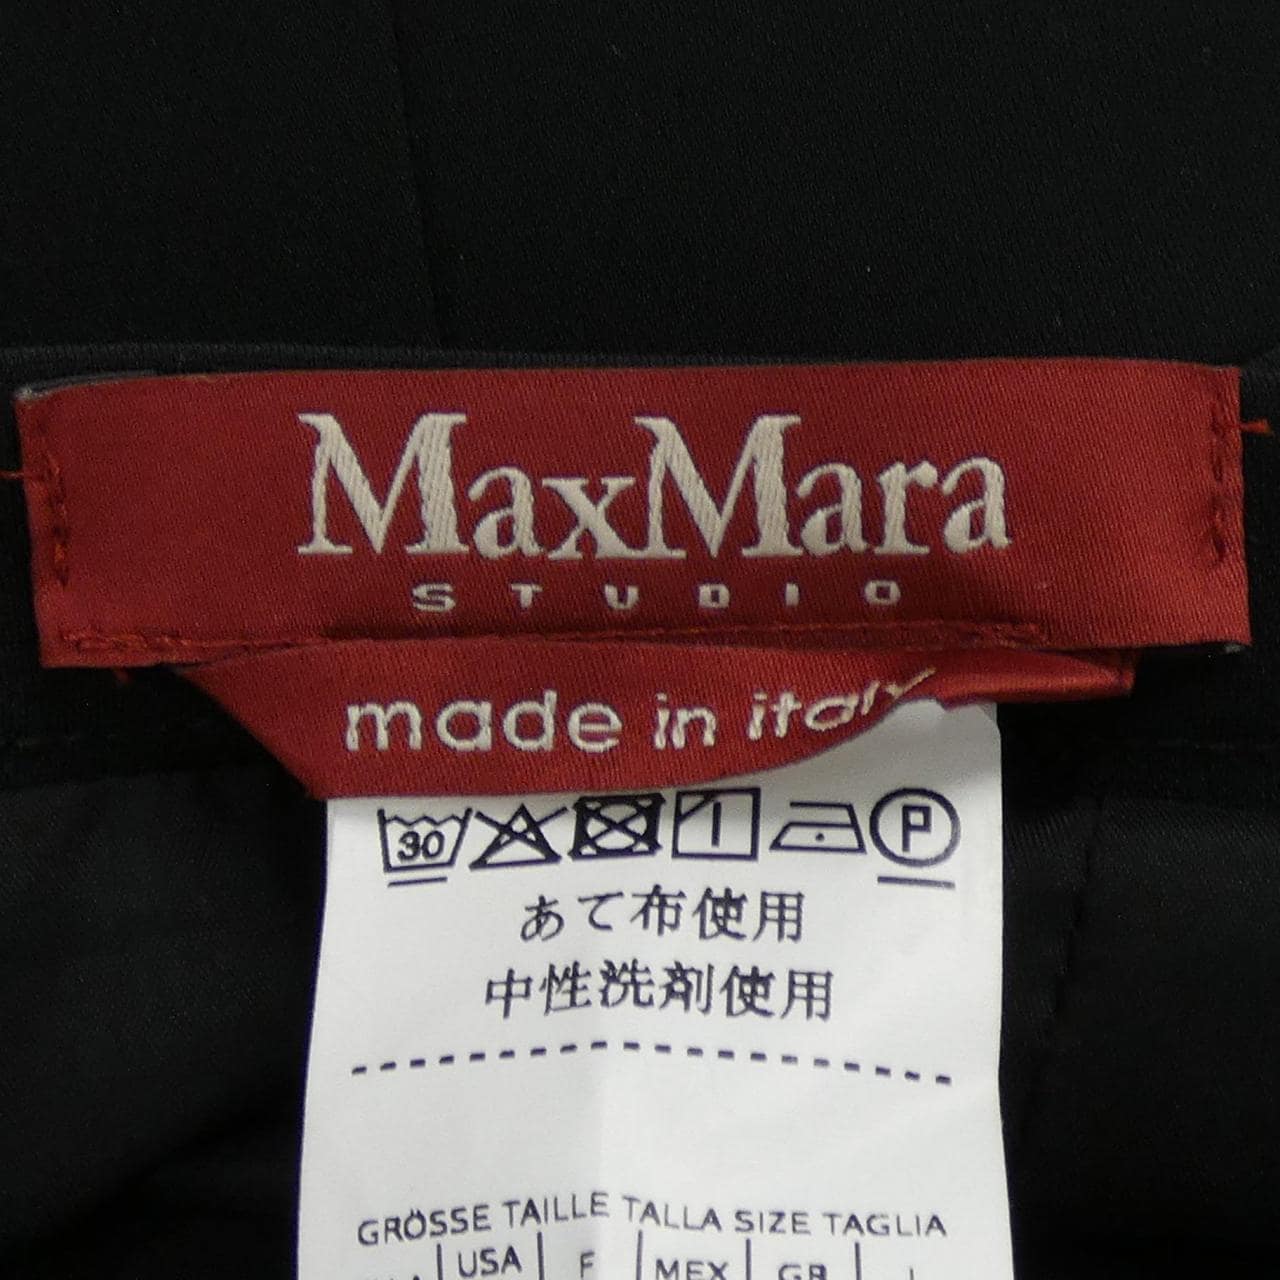 MaxMara
STUDIO
made in italy
30 P
あて布使用
中性洗剤使用
GRÖSSE TAILLE TALLA SIZE TAGLIA
USA F MEX GB I